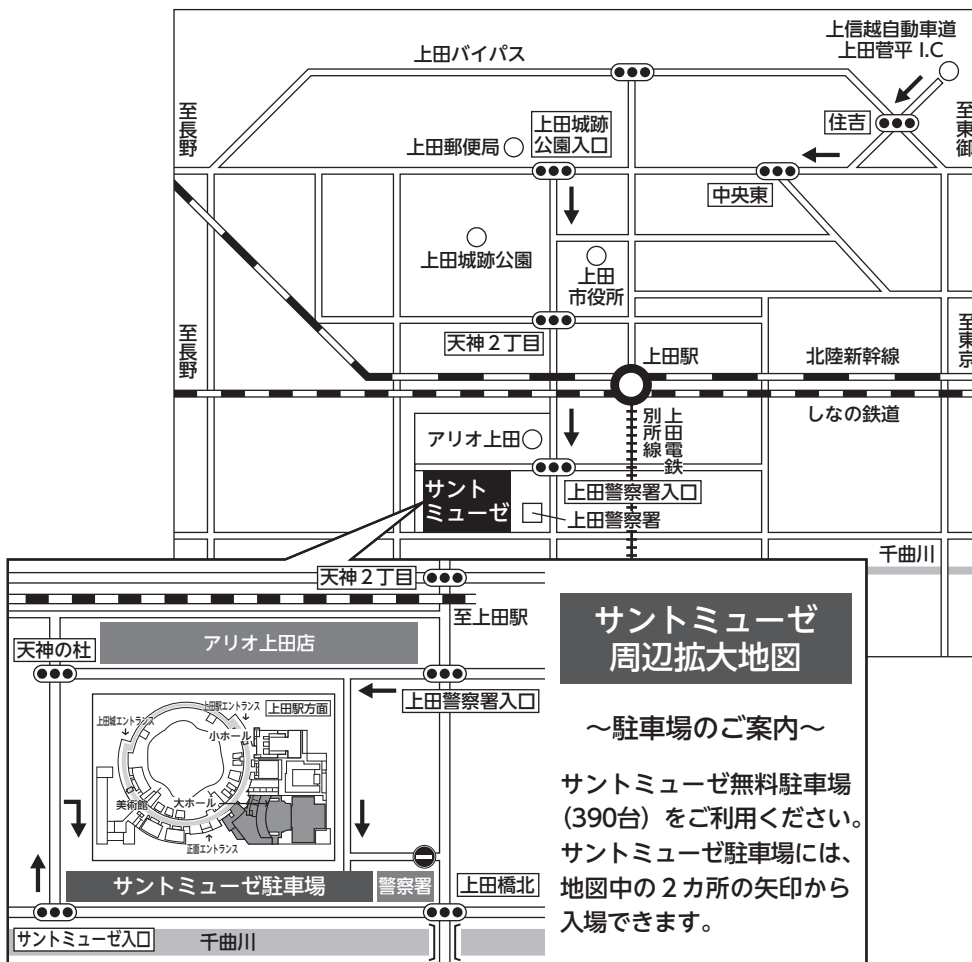 上信越自動車道
上田菅平 I.C
上田バイパス
至長野
上田城跡
公園入口
上田郵便局
住吉
至東御
中央東
上田城跡公園
上田
市役所
至長野
天神2丁目
上田駅
北陸新幹線
至東京
しなの鉄道
アリオ上田
上田電鉄
別所線
サント
ミューゼ
上田警察署入口
上田警察署
千曲川
天神2丁目
至上田駅
天神の杜
アリオ上田店
上田警察署入口
上田駅エントランス
上田駅方面
上田城エントランス
小ホール
美術館
大ホール
正面エントランス
サントミューゼ駐車場
警察署
上田橋北
サントミューゼ入口
千曲川
サントミューゼ
周辺拡大地図
〜駐車場のご案内〜
サントミューゼ無料駐車場
（390台）をご利用ください。
サントミューゼ駐車場には、
地図中の2カ所の矢印から
入場できます。